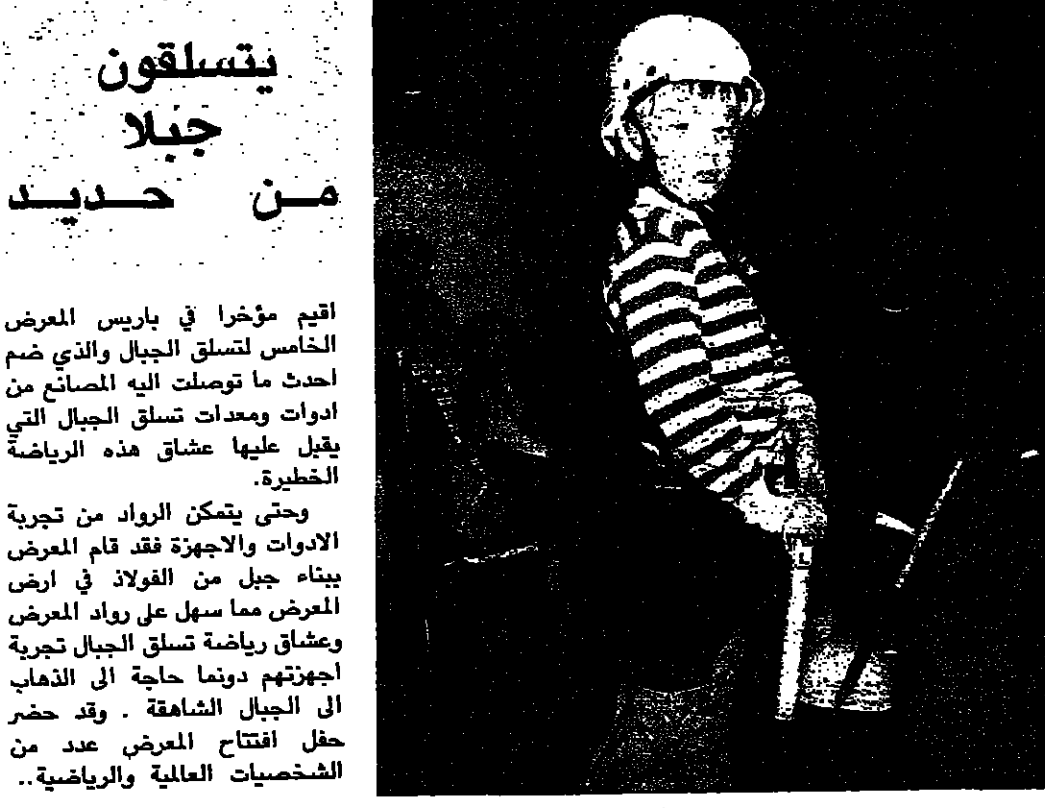 يتسلقون
جبلا
من حديد
اقيم مؤخرا في باريس المعرض
الخامس لتسلق الجبال والذي ضم
احدث ما توصلت اليه المصانع من
ادوات ومعدات تسلق الجبال التي
يقبل عليها عشاق هذه الرياضة
الخطيرة.
وحتى يتمكن الرواد من تجربة
الادوات والاجهزة فقد قام المعرض
ببناء جبل من الفولاذ في ارض
المعرض مما سهل على رواد المعرض
وعشاق رياضة تسلق الجبال تجربة
اجهزتهم دونما حاجة الى الذهاب
الى الجبال الشاهقة . وقد حضر
حفل افتتاح المعرض عدد من
الشخصيات العالمية والرياضية..